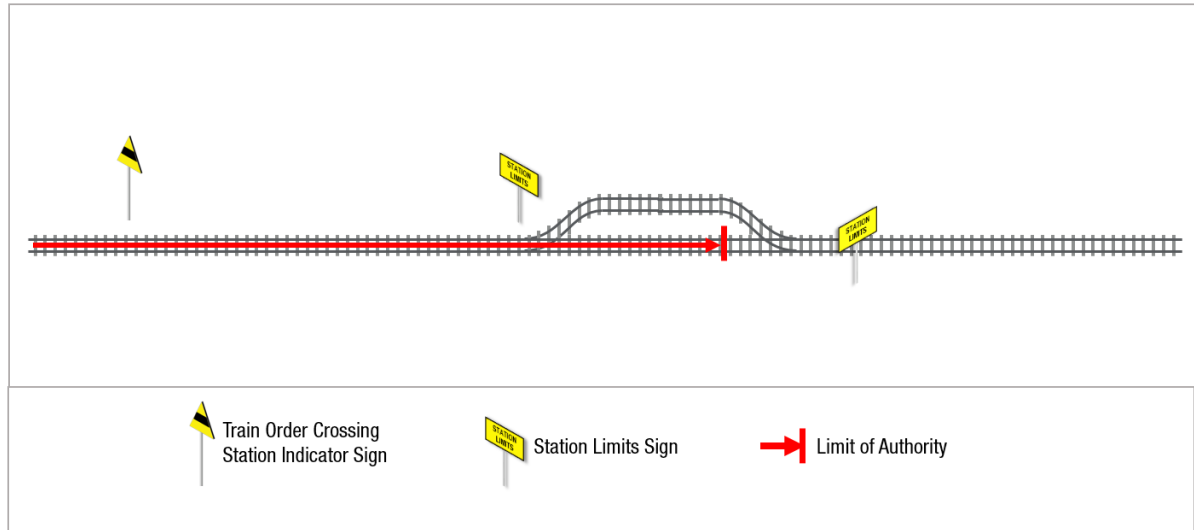 STATION
LIMITS
STATION
LIMITS
Train Order Crossing
Station Indicator Sign
STATION
LIMITS
Station Limits Sign
Limit of Authority